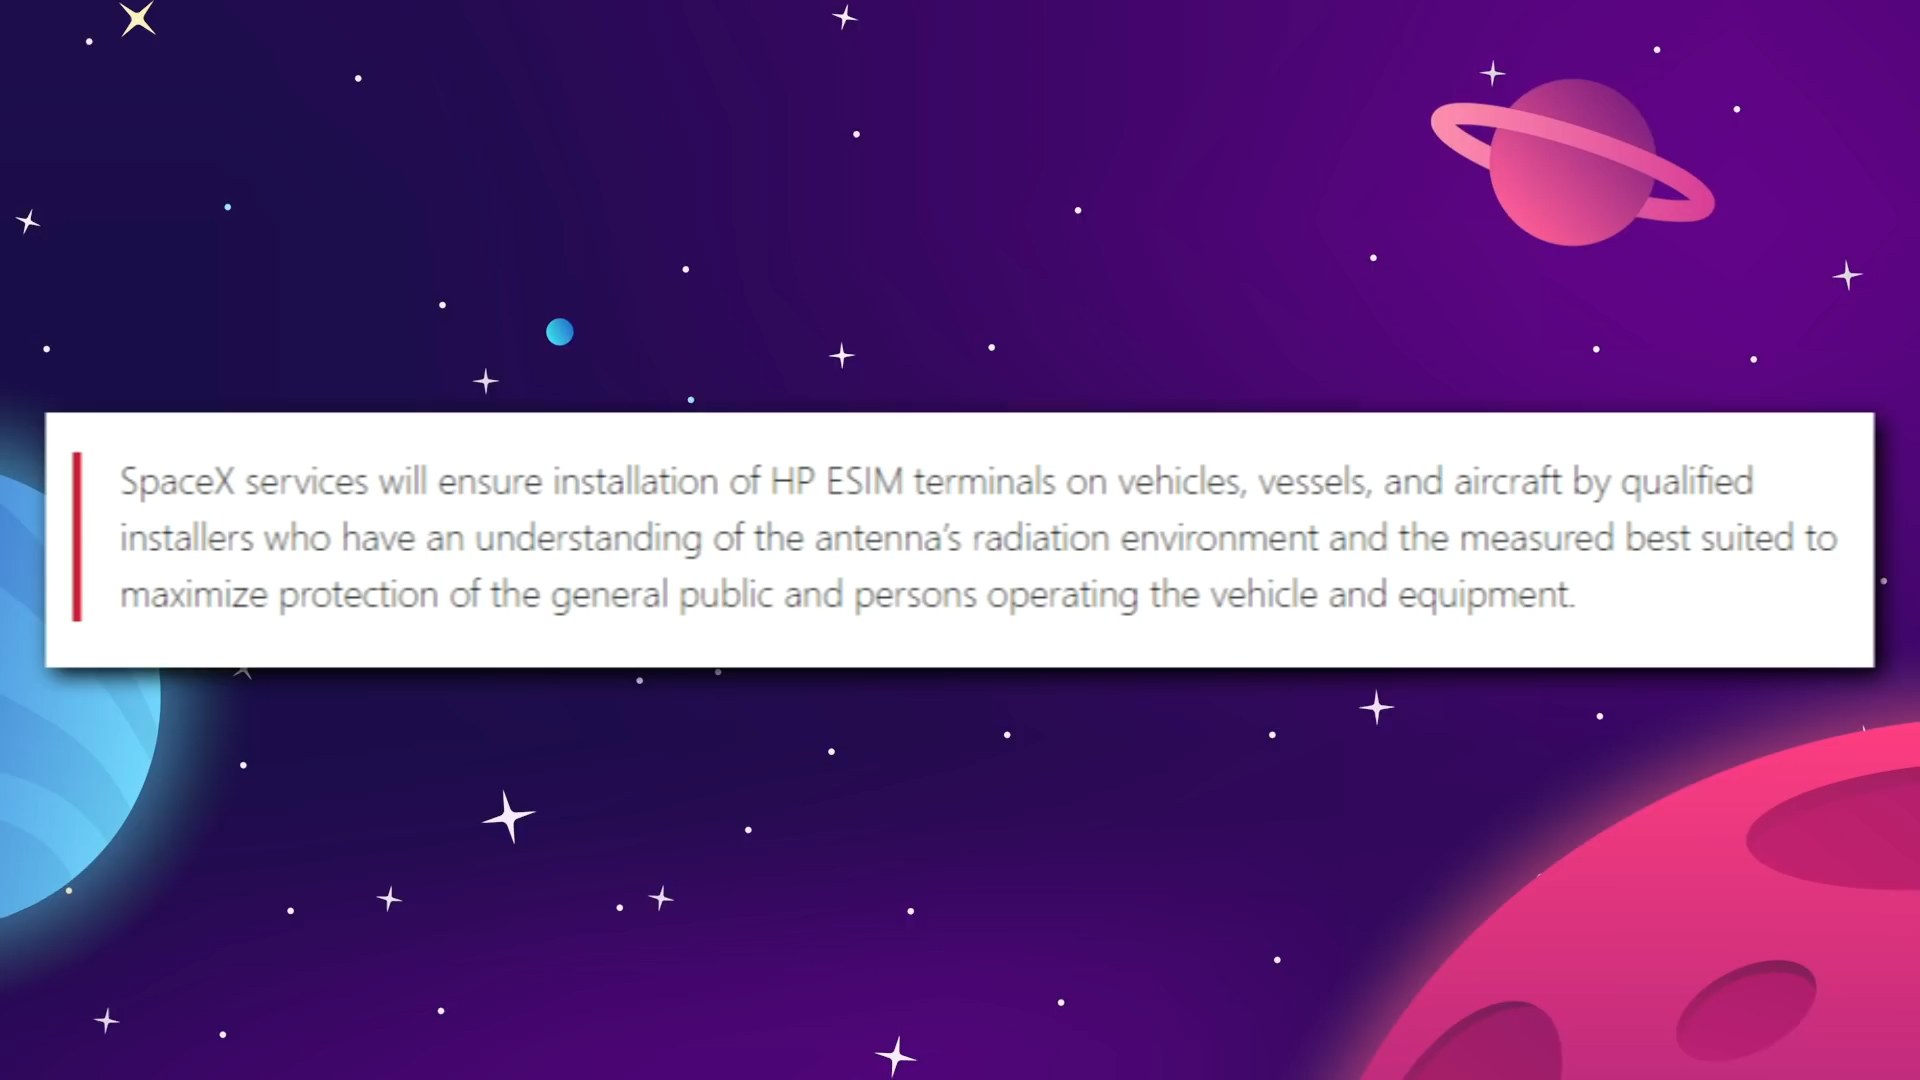 SpaceX services will ensure installation of HP ESIM terminals on vehicles, vessels, and aircraft by qualified
installers who have an understanding of the antenna’s radiation environment and the measured best suited to
maximize protection of the general public and persons operating the vehicle and equipment.